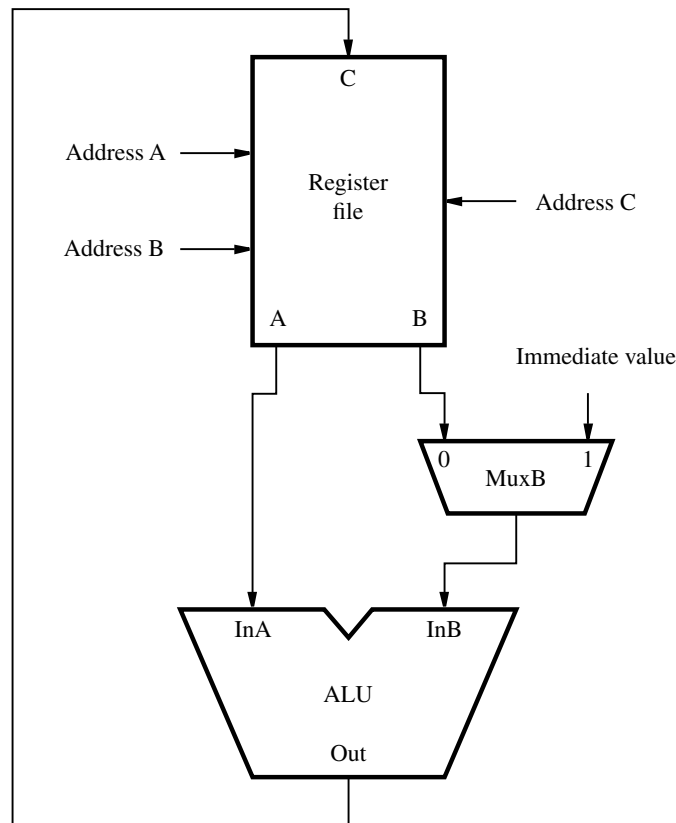 C
Address A
Register
file
Address C
Address B
A
B
Immediate value
0
1
MuxB
InA
InB
ALU
Out